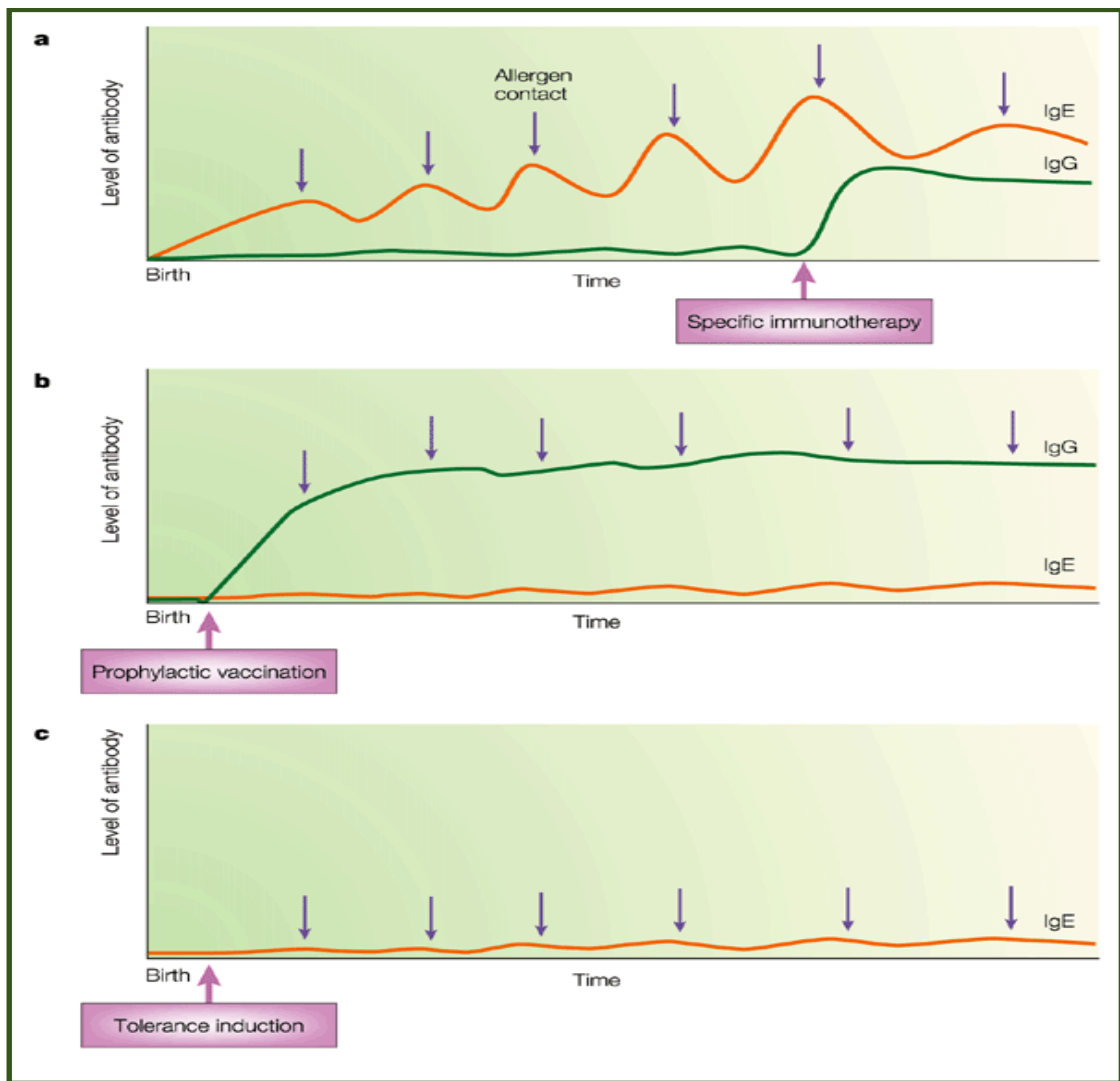 a
Level of antibody
Allergen
contact
IgE
IgG
Birth
Time
Specific immunotherapy
b
Level of antibody
IgG
IgE
Birth
Time
Prophylactic vaccination
c
Level of antibody
IgE
Birth
Time
Tolerance induction